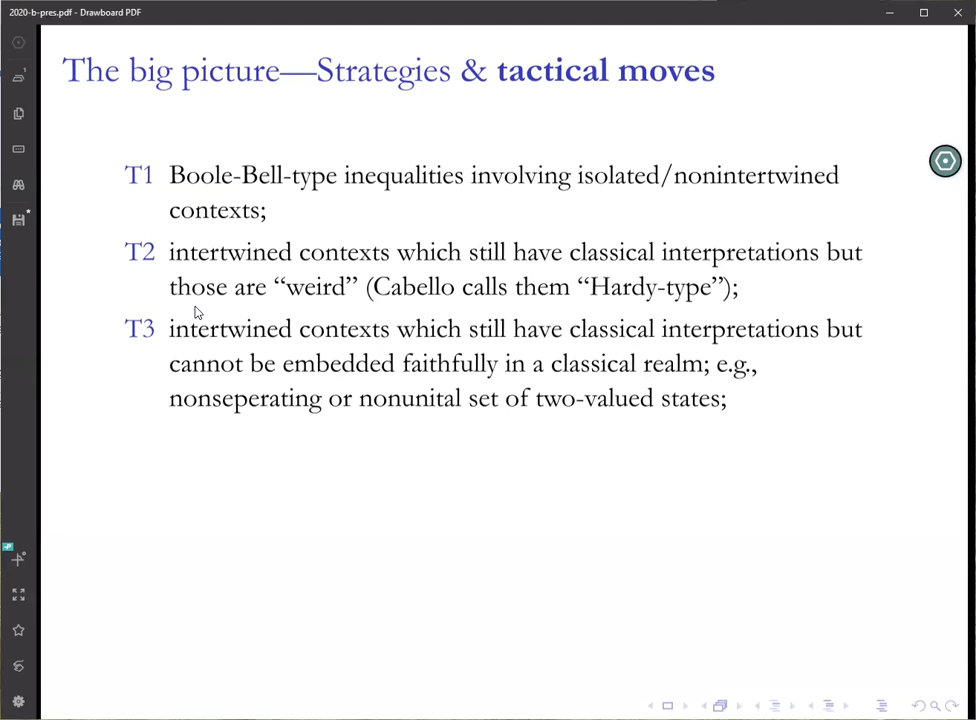 2020-b-pres.pdf - Drawboard PDF
The big picture—Strategies & tactical moves
T1 Boole-Bell-type inequalities involving isolated/nonintertwined
contexts;
T2 intertwined contexts which still have classical interpretations but
those are “weird” (Cabello calls them “Hardy-type”);
T3 intertwined contexts which still have classical interpretations but
cannot be embedded faithfully in a classical realm; e.g.,
nonseperating or nonunital set of two-valued states;